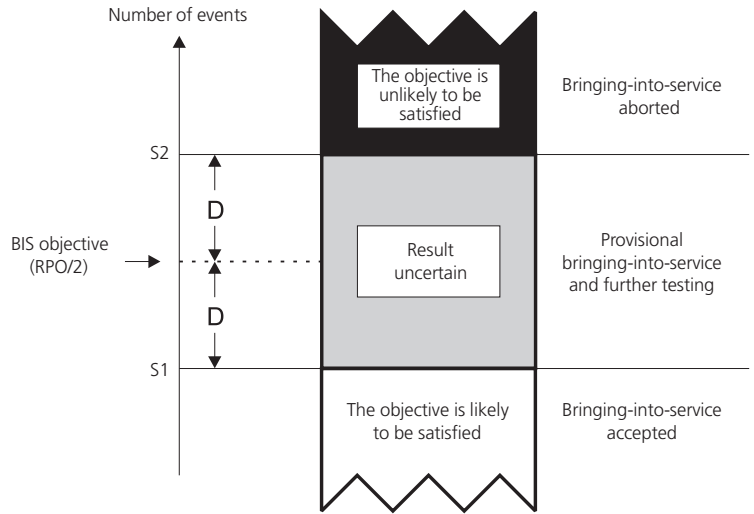 Number of events
The objective is
unlikely to be
satisfied
Bringing-into-service
aborted
S2
D
BIS objective
(RPO/2)
Result
uncertain
Provisional
bringing-into-service
and further testing
D
S1
The objective is likely
to be satisfied
Bringing-into-service
accepted